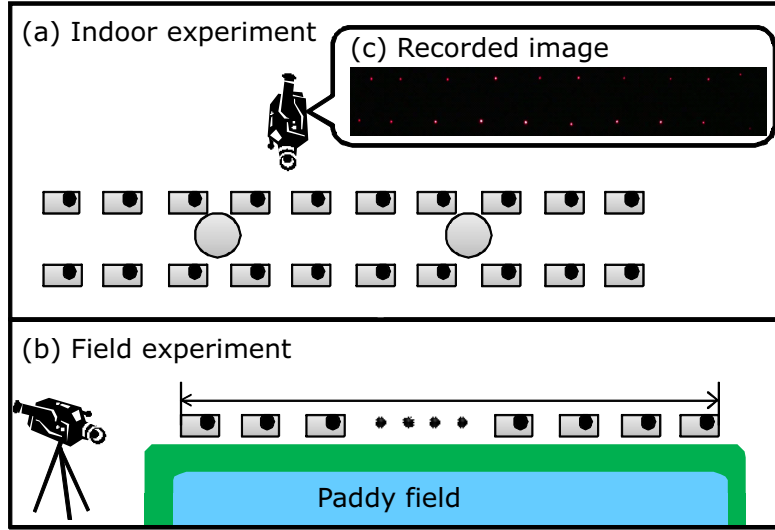 (a) Indoor experiment
(c) Recorded image
(b) Field experiment
Paddy field